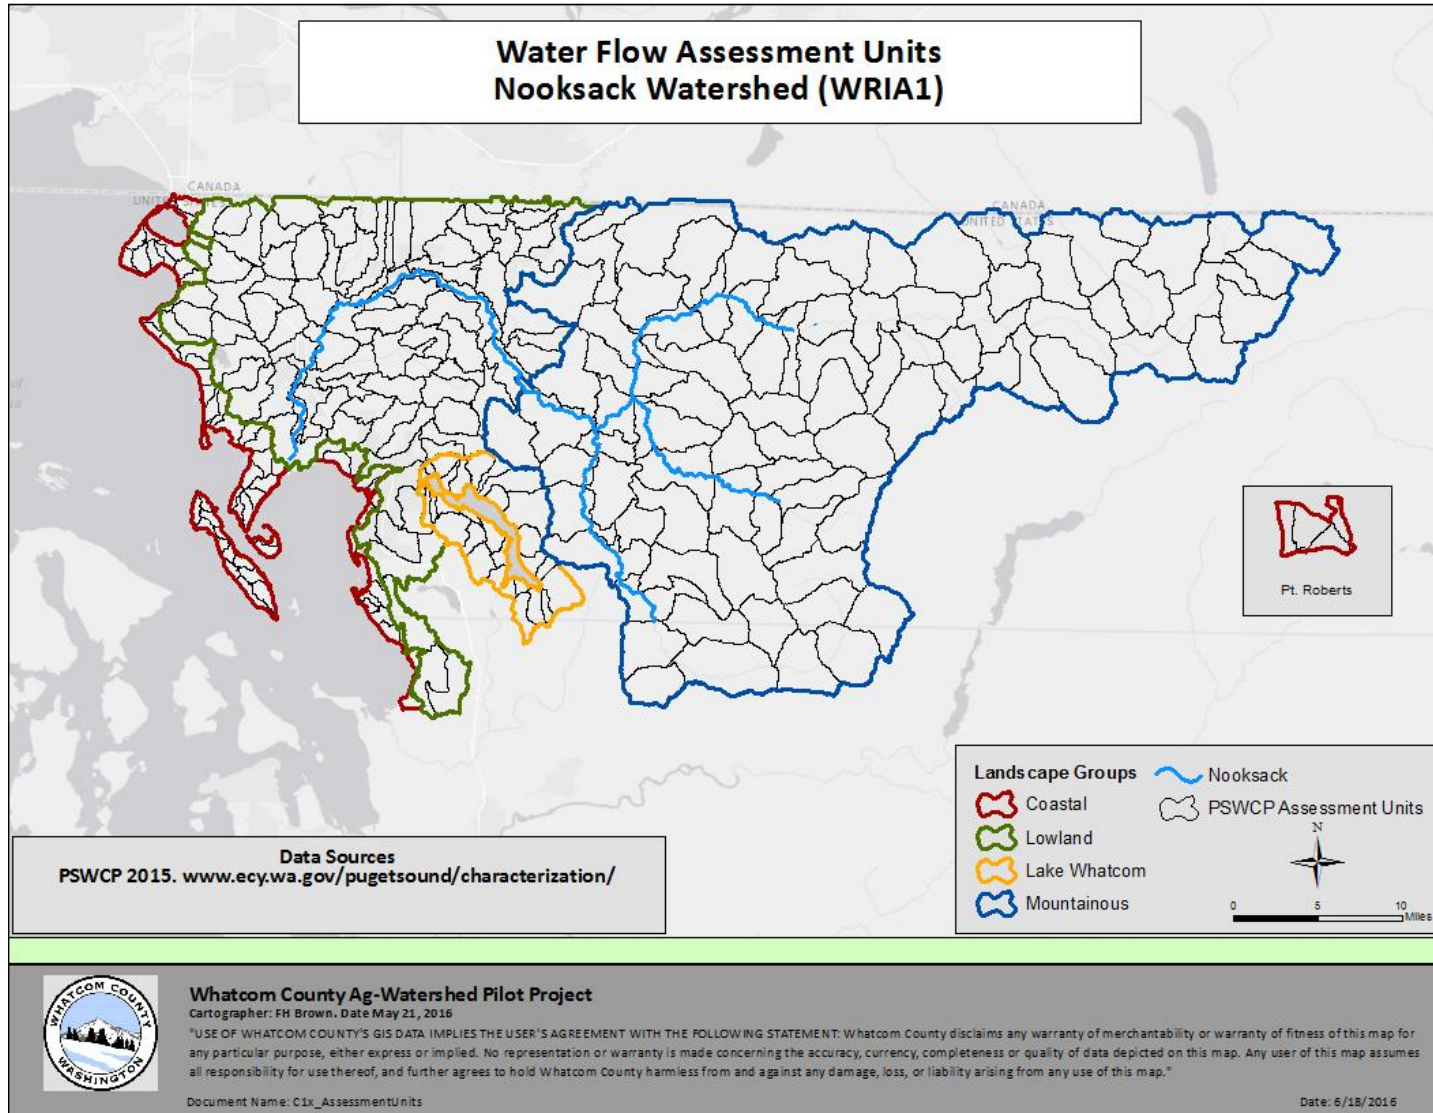 Water Flow Assessment Units
Nooksack Watershed (WRIA1)
CANADA
CANADA
Pt. Roberts
Landscape Groups
Coastal
Lowland
Lake Whatcom
Mountainous
Nooksack
PSWCP Assessment Units
N
0 5 10
Miles
Data Sources
PSWCP 2015. www.ecy.wa.gov/pugetsound/characterization/
WHATCOM COUNTY
WASHINGTON
Whatcom County Ag-Watershed Pilot Project
Cartographer: FH Brown. Date May 21, 2016
"USE OF WHATCOM COUNTY'S GIS DATA IMPLIES THE USER'S AGREEMENT WITH THE FOLLOWING STATEMENT: Whatcom County disclaims any warranty of merchantability or warranty of fitness of this map for
any particular purpose, either express or implied. No representation or warranty is made concerning the accuracy, currency, completeness or quality of data depicted on this map. Any user of this map assumes
all responsibility for use thereof, and further agrees to hold Whatcom County harmless from and against any damage, loss, or liability arising from any use of this map."
Document Name: C1x_AssessmentUnits
Date: 6/18/2016